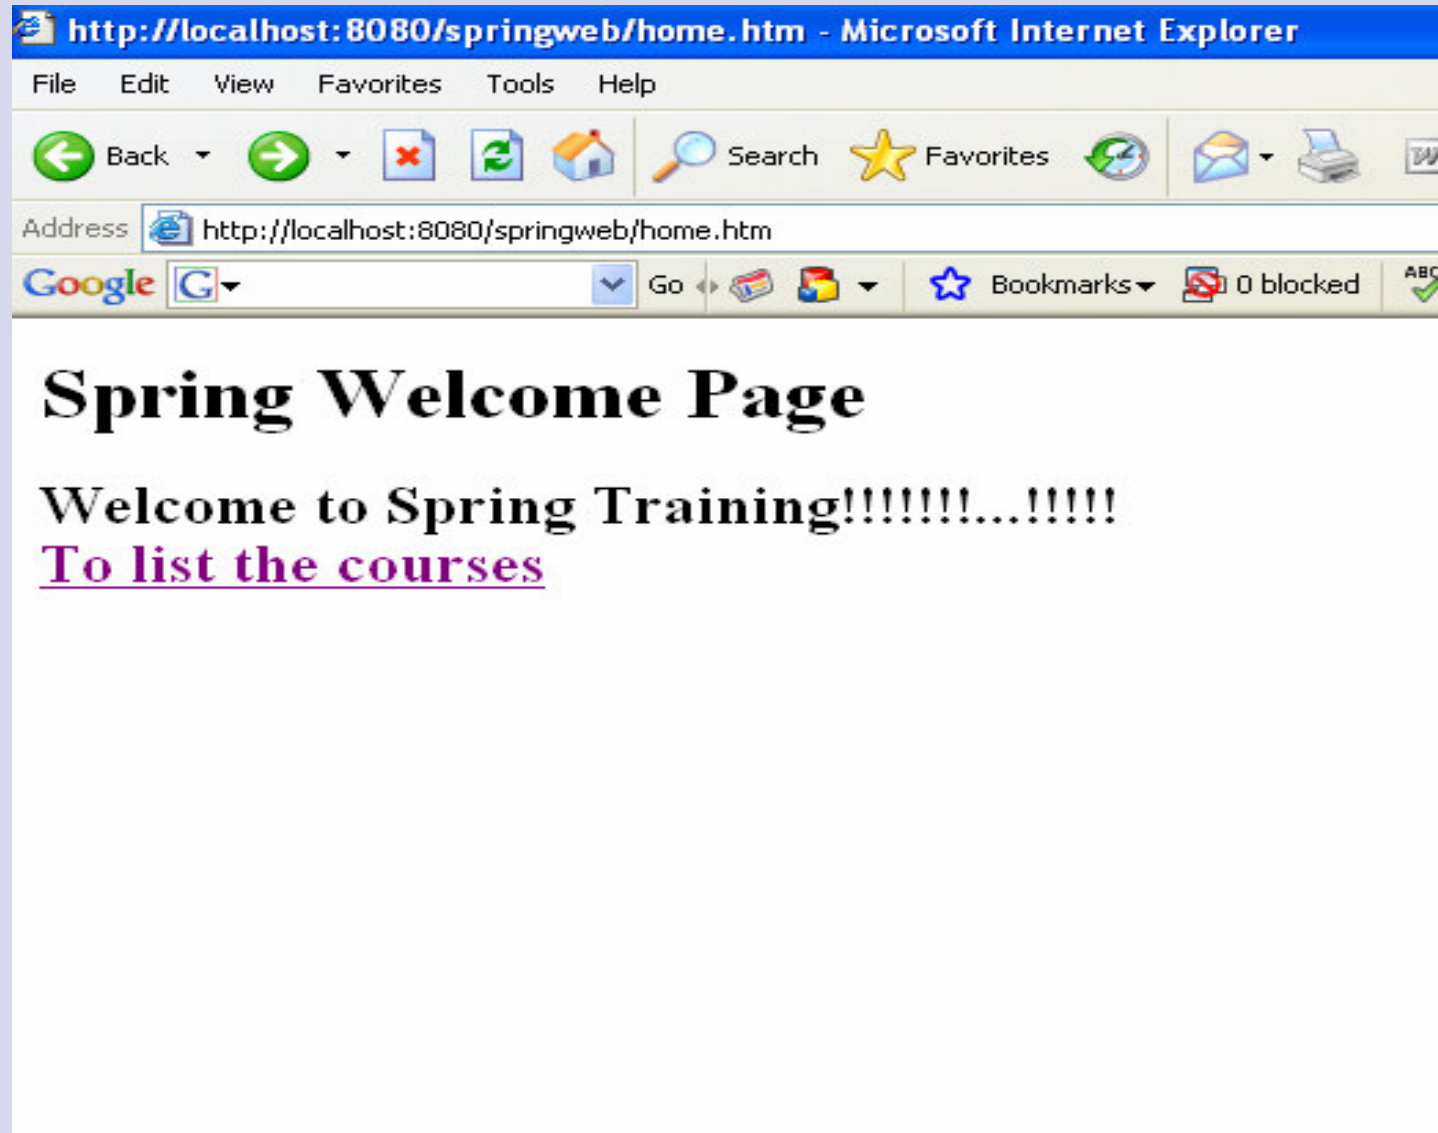 http://localhost:8080/springweb/home.htm - Microsoft Internet Explorer
File Edit View Favorites Tools Help
Back Search Favorites
Address http://localhost:8080/springweb/home.htm
Google G Go Bookmarks 0 blocked ABC
Spring Welcome Page
Welcome to Spring Training!!!!!!!...!!!!!
To list the courses